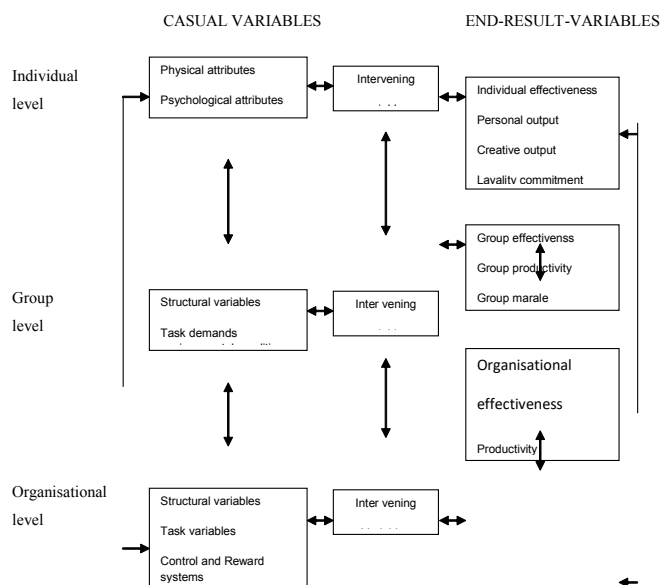 CASUAL VARIABLES
END-RESULT-VARIABLES
Individual
level
Physical attributes
Psychological attributes
Intervening
Individual effectiveness
Personal output
Creative output
Lavality commitment
Group effectivenss
Group productivity
Group marale
Group
level
Structural variables
Task demands
Inter vening
Organisational
effectiveness
Productivity
Organisational
level
Structural variables
Task variables
Control and Reward
systems
Inter vening